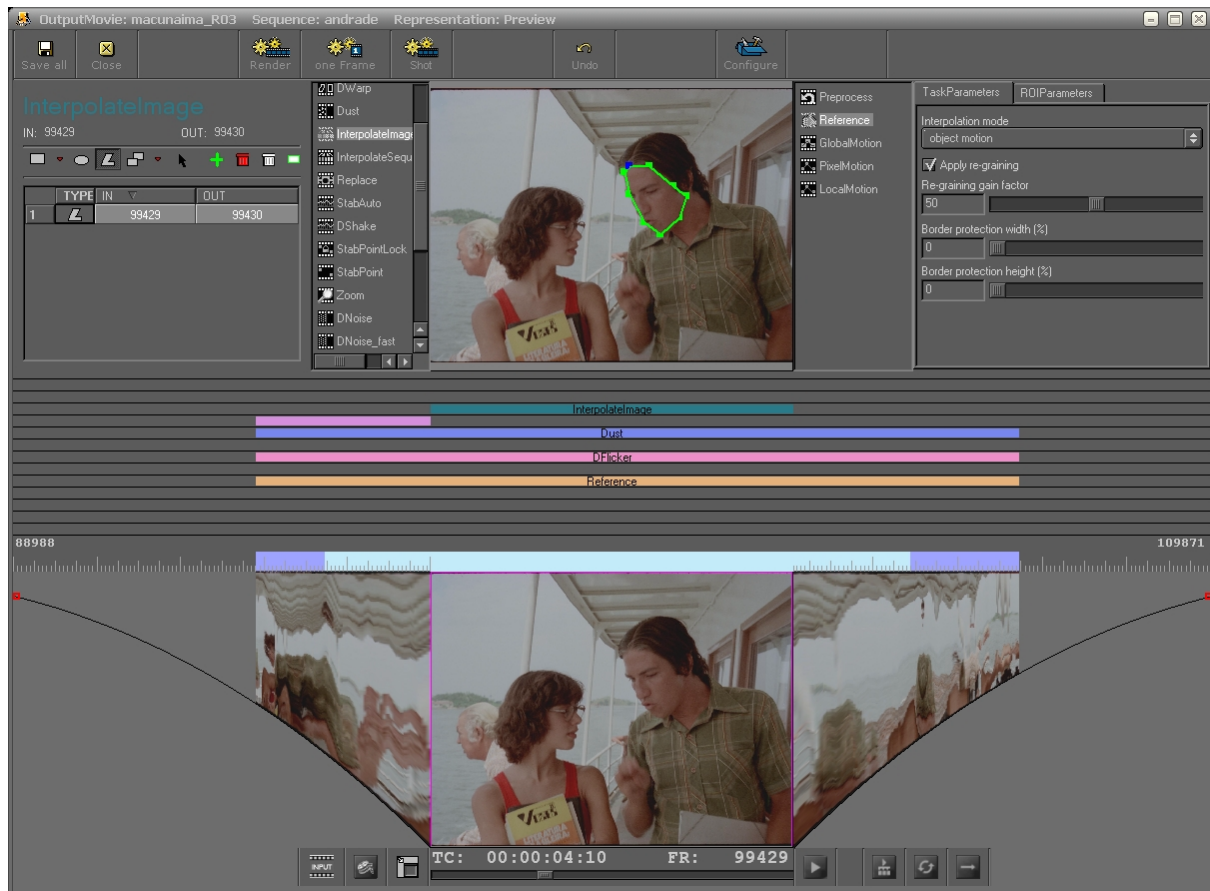 OutputMovie: macunaima_R03 Sequence: andrade Representation: Preview
Save all
Close
Render
one Frame
Shot
Undo
Configure
InterpolateImage
IN: 99429 OUT: 99430
TYPE IN OUT
1 99429 99430
DWarp
Dust
InterpolateImage
InterpolateSequ
Replace
StabAuto
DShake
StabPointLock
StabPoint
Zoom
DNoise
DNoise_fast
Preprocess
Reference
GlobalMotion
PixelMotion
LocalMotion
TaskParameters ROIParameters
Interpolation mode
object motion
Apply re-graining
Re-graining gain factor
50
Border protection width (%)
0
Border protection height (%)
0
InterpolateImage
Dust
DFlicker
Reference
88988 109871
INPUT
TC: 00:00:04:10 FR: 99429